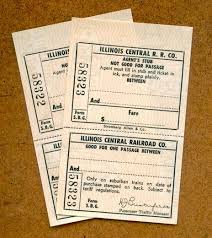 58322
58323
ILLINOIS CENTRAL R. R. CO.
AGENT'S STUB
NOT GOOD FOR PASSAGE
Agent must fill in stub and ticket in
ink, and stamp plainly.
BETWEEN
And
Form
S. B. C.
Fare
ILLINOIS CENTRAL RAILROAD CO.
GOOD FOR ONE PASSAGE BETWEEN
And
Only on suburban trains on date of
purchase stamped on back. Subject to
tariff regulations.
Form
S. B. C.
Passenger Traffic Manager